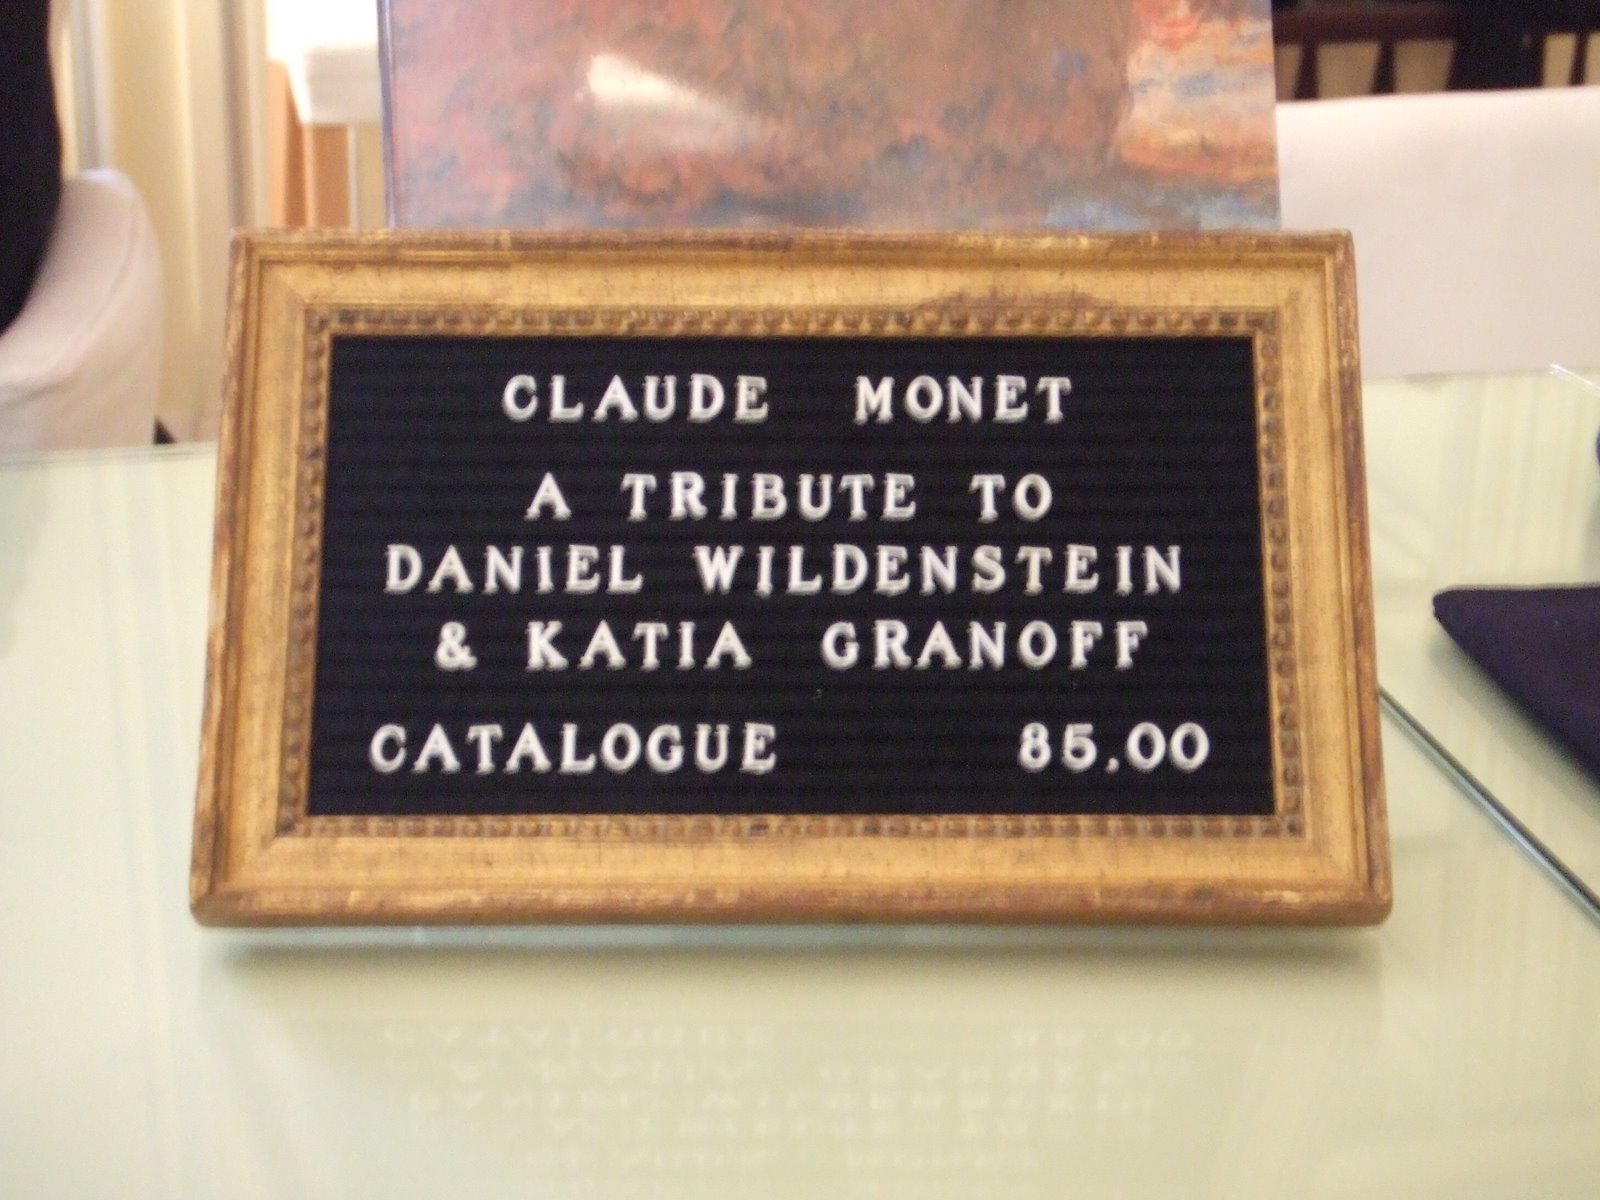 CLAUDE MONET
A TRIBUTE TO
DANIEL WILDENSTEIN
& KATIA GRANOFF
CATALOGUE 85.00